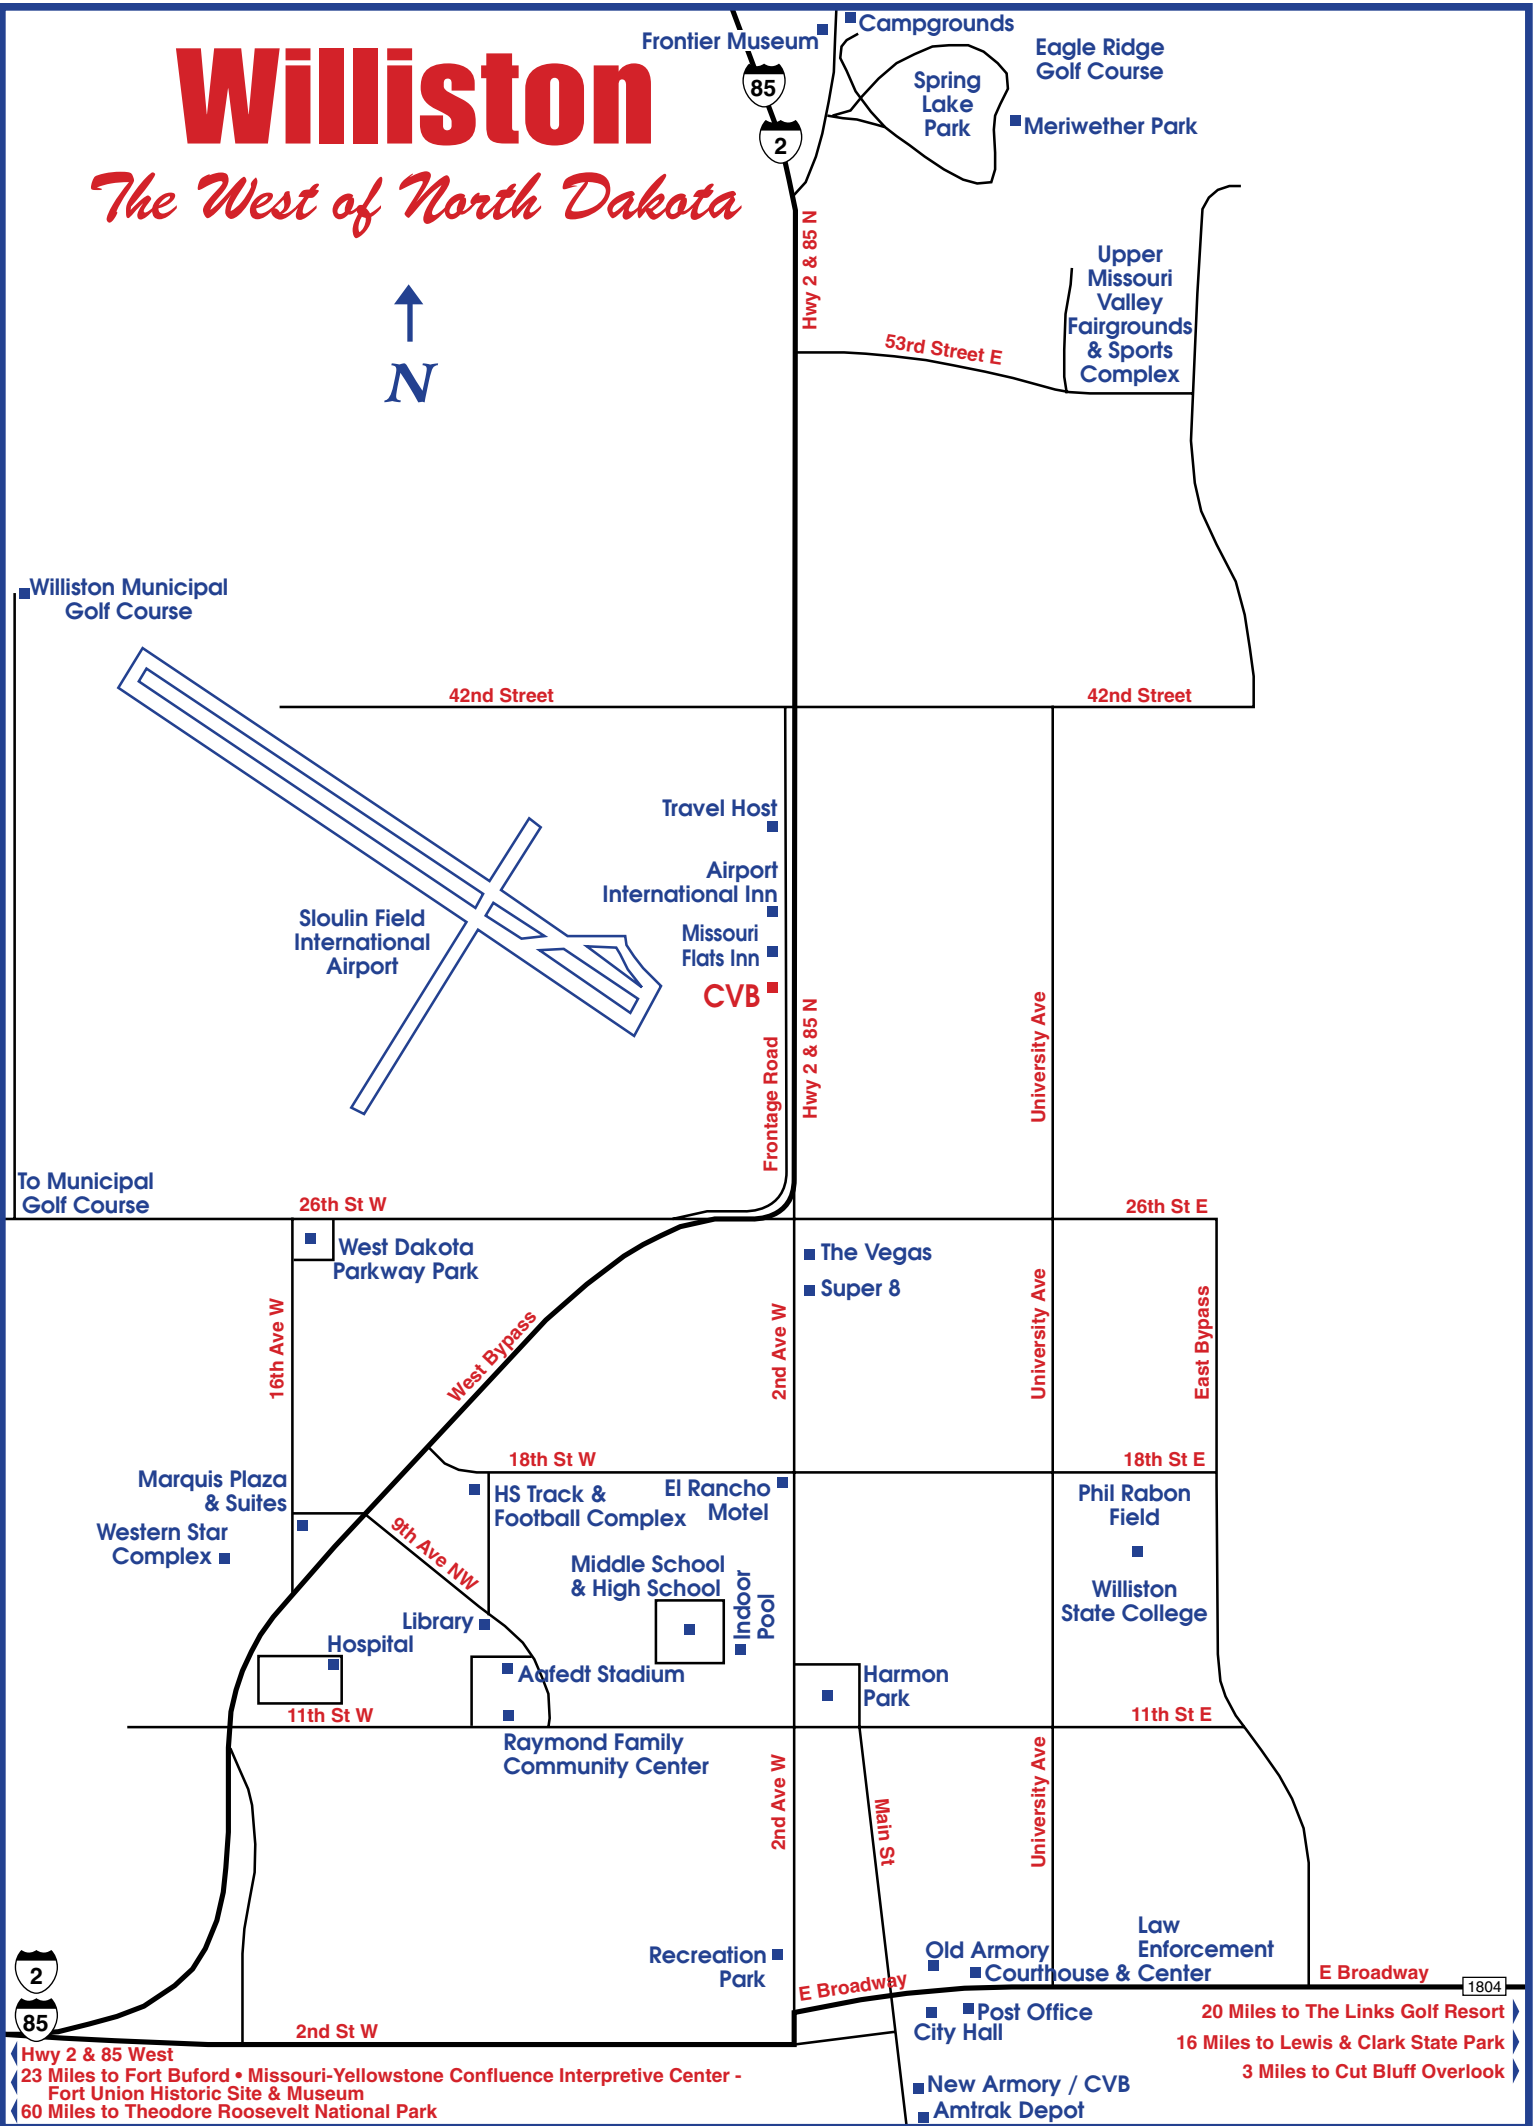 Williston
The West of North Dakota
N
Frontier Museum
Campgrounds
85
2
Spring
Lake
Park
Eagle Ridge
Golf Course
Meriwether Park
Hwy 2 & 85 N
53rd Street E
Upper
Missouri
Valley
Fairgrounds
& Sports
Complex
Williston Municipal
Golf Course
42nd Street
42nd Street
Travel Host
Airport
International Inn
Missouri
Flats Inn
CVB
Sloulin Field
International
Airport
Frontage Road
Hwy 2 & 85 N
University Ave
To Municipal
Golf Course
26th St W
26th St E
West Dakota
Parkway Park
The Vegas
Super 8
16th Ave W
West Bypass
2nd Ave W
University Ave
East Bypass
18th St W
18th St E
Marquis Plaza
& Suites
Western Star
Complex
HS Track &
Football Complex
El Rancho
Motel
Phil Rabon
Field
9th Ave NW
Middle School
& High School
Indoor
Pool
Williston
State College
Library
Hospital
Aafedt Stadium
Harmon
Park
11th St W
11th St E
Raymond Family
Community Center
2nd Ave W
Main St
University Ave
Recreation
Park
Old Armory
Law
Enforcement
Courthouse & Center
E Broadway
E Broadway
1804
2
85
2nd St W
Post Office
City Hall
20 Miles to The Links Golf Resort
16 Miles to Lewis & Clark State Park
3 Miles to Cut Bluff Overlook
Hwy 2 & 85 West
23 Miles to Fort Buford • Missouri-Yellowstone Confluence Interpretive Center -
Fort Union Historic Site & Museum
60 Miles to Theodore Roosevelt National Park
New Armory / CVB
Amtrak Depot